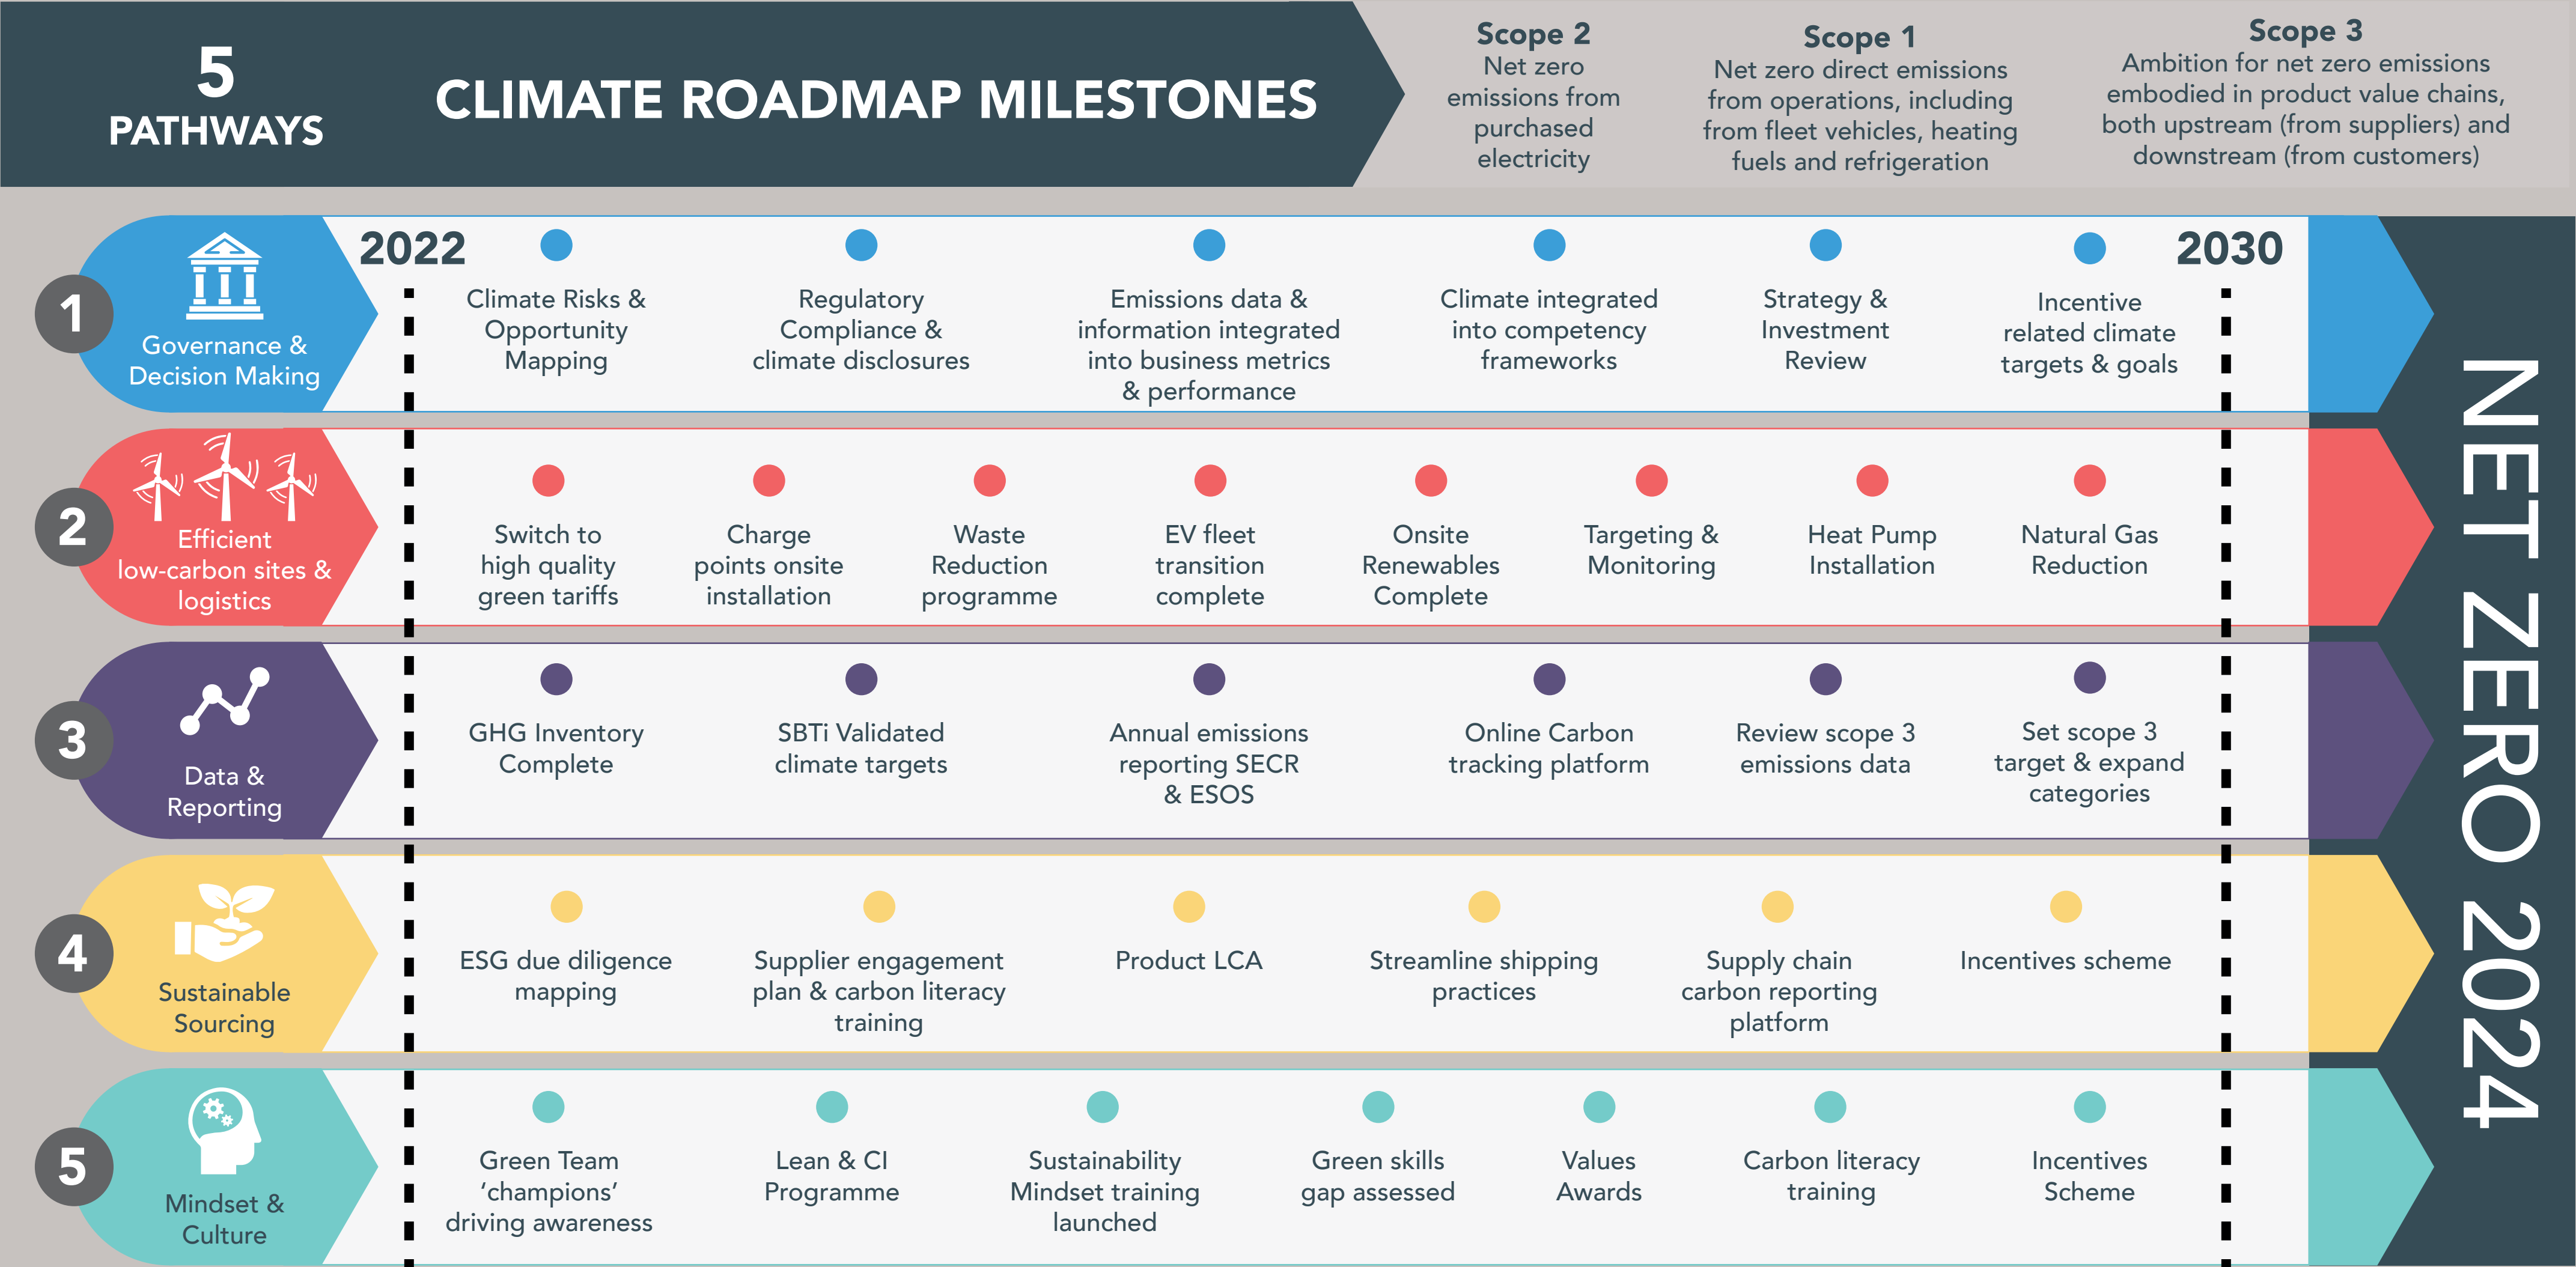 5
PATHWAYS
CLIMATE ROADMAP MILESTONES
Scope 2
Net zero
emissions from
purchased
electricity
Scope 1
Net zero direct emissions
from operations, including
from fleet vehicles, heating
fuels and refrigeration
Scope 3
Ambition for net zero emissions
embodied in product value chains,
both upstream (from suppliers) and
downstream (from customers)
1
Governance &
Decision Making
2022
Climate Risks &
Opportunity
Mapping
Regulatory
Compliance &
climate disclosures
Emissions data &
information integrated
into business metrics
& performance
Climate integrated
into competency
frameworks
Strategy &
Investment
Review
Incentive
related climate
targets & goals
2030
2
Efficient
low-carbon sites &
logistics
Switch to
high quality
green tariffs
Charge
points onsite
installation
Waste
Reduction
programme
EV fleet
transition
complete
Onsite
Renewables
Complete
Targeting &
Monitoring
Heat Pump
Installation
Natural Gas
Reduction
3
Data &
Reporting
GHG Inventory
Complete
SBTi Validated
climate targets
Annual emissions
reporting SECR
& ESOS
Online Carbon
tracking platform
Review scope 3
emissions data
Set scope 3
target & expand
categories
4
Sustainable
Sourcing
ESG due diligence
mapping
Supplier engagement
plan & carbon literacy
training
Product LCA
Streamline shipping
practices
Supply chain
carbon reporting
platform
Incentives scheme
5
Mindset &
Culture
Green Team
‘champions’
driving awareness
Lean & CI
Programme
Sustainability
Mindset training
launched
Green skills
gap assessed
Values
Awards
Carbon literacy
training
Incentives
Scheme
NET ZERO 2024